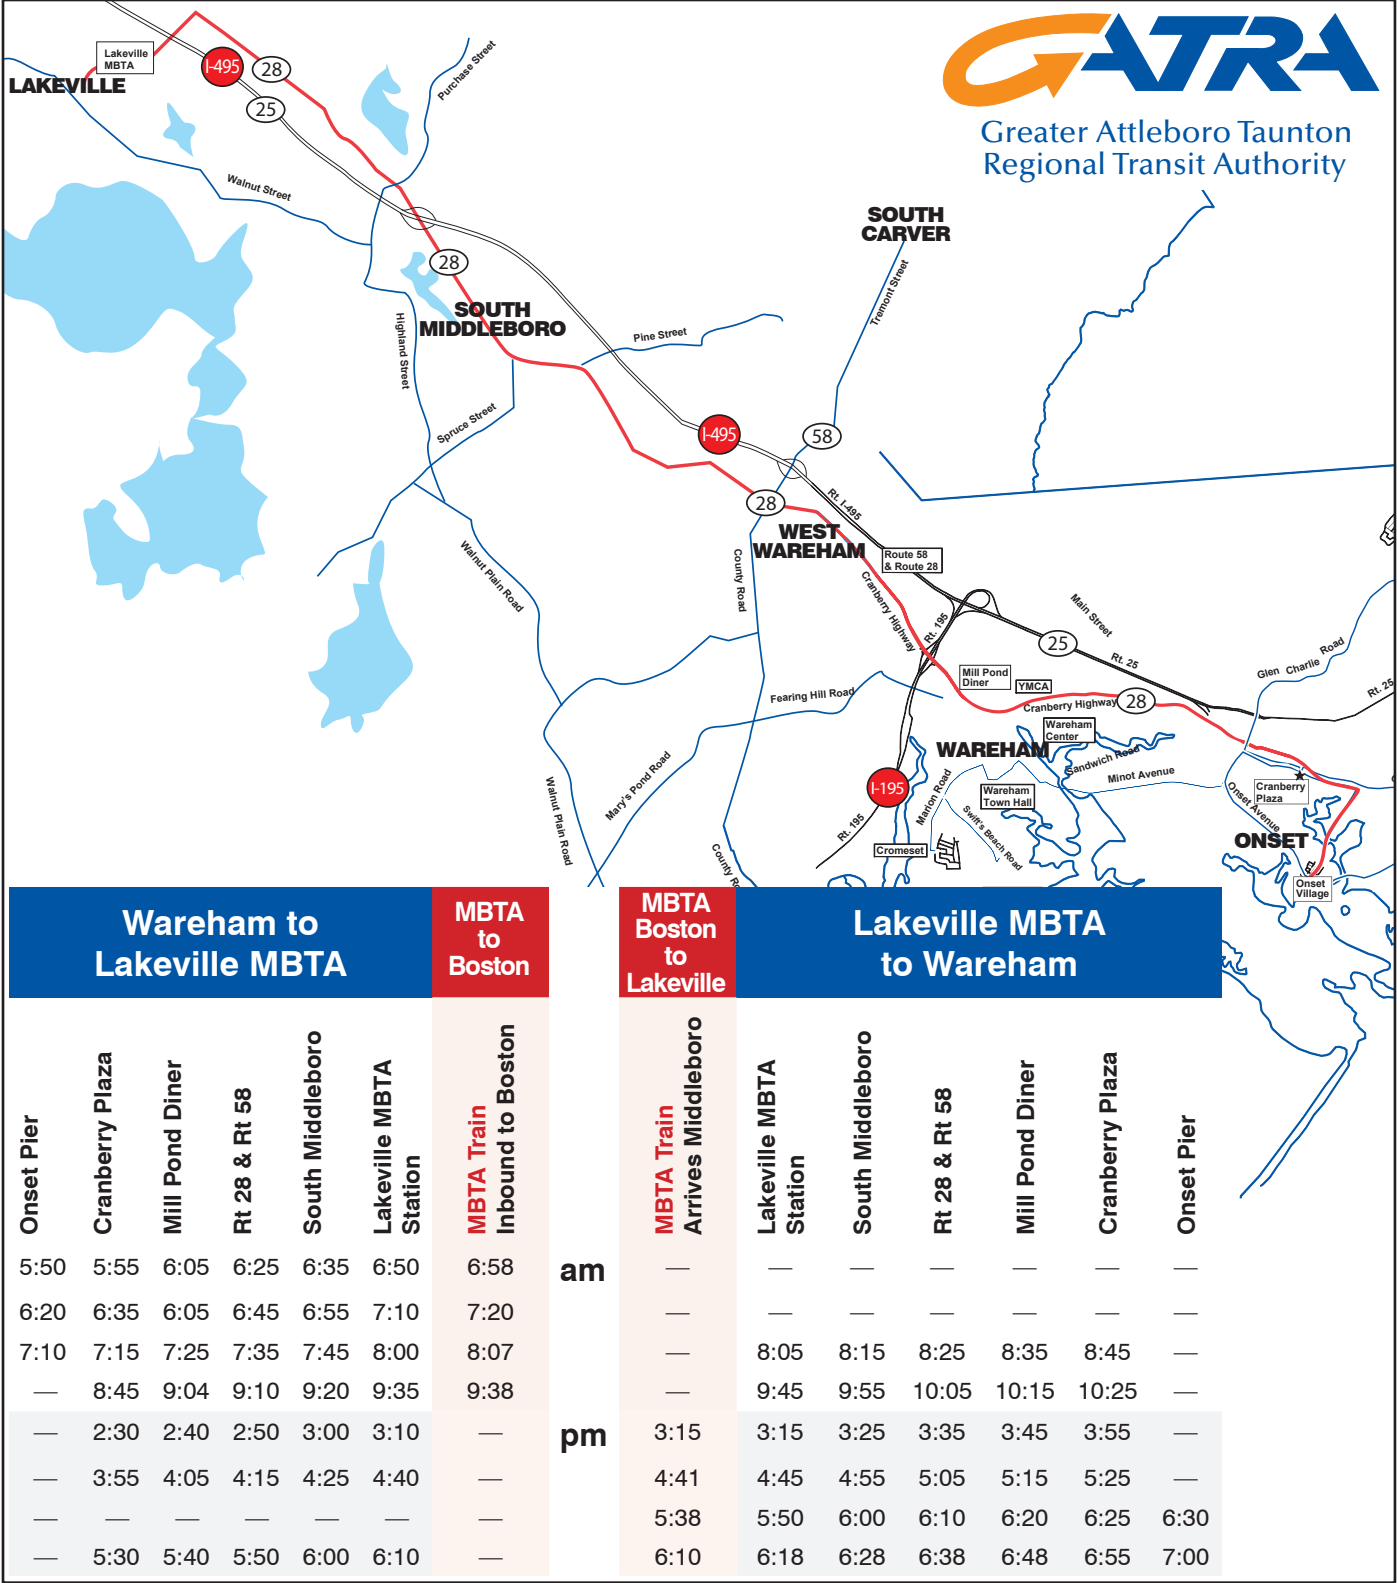 GATRA
Greater Attleboro Taunton
Regional Transit Authority
Lakeville
MBTA
LAKEVILLE
I-495
28
25
Purchase Street
Walnut Street
28
SOUTH
MIDDLEBORO
Highland Street
Spruce Street
Pine Street
SOUTH
CARVER
Tremont Street
I-495
58
28
Rt. I-495
WEST
WAREHAM
Route 58
& Route 28
Walnut Plain Road
County Road
Cranberry Highway
Rt. 195
Main Street
25
Rt. 25
Glen Charlie Road
Rt. 25
Mill Pond
Diner
YMCA
Cranberry Highway
28
Fearing Hill Road
Wareham
Center
WAREHAM
Sandwich Road
Minot Avenue
Mary's Pond Road
I-195
Marion Road
Wareham
Town Hall
Swift's Beach Road
Cranberry
Plaza
Onset Avenue
ONSET
Walnut Plain Road
Rt. 195
Cromeset
County Ro
Onset
Village
Wareham to
Lakeville MBTA
MBTA
to
Boston
MBTA
Boston
to
Lakeville
Lakeville MBTA
to Wareham
Onset Pier
Cranberry Plaza
Mill Pond Diner
Rt 28 & Rt 58
South Middleboro
Lakeville MBTA
Station
MBTA Train
Inbound to Boston
MBTA Train
Arrives Middleboro
Lakeville MBTA
Station
South Middleboro
Rt 28 & Rt 58
Mill Pond Diner
Cranberry Plaza
Onset Pier
5:50 5:55 6:05 6:25 6:35 6:50 6:58 am — — — — — — —
6:20 6:35 6:05 6:45 6:55 7:10 7:20 — — — — — — —
7:10 7:15 7:25 7:35 7:45 8:00 8:07 — 8:05 8:15 8:25 8:35 8:45 —
— 8:45 9:04 9:10 9:20 9:35 9:38 — 9:45 9:55 10:05 10:15 10:25 —
— 2:30 2:40 2:50 3:00 3:10 — pm 3:15 3:15 3:25 3:35 3:45 3:55 —
— 3:55 4:05 4:15 4:25 4:40 — 4:41 4:45 4:55 5:05 5:15 5:25 —
— — — — — — — 5:38 5:50 6:00 6:10 6:20 6:25 6:30
— 5:30 5:40 5:50 6:00 6:10 — 6:10 6:18 6:28 6:38 6:48 6:55 7:00